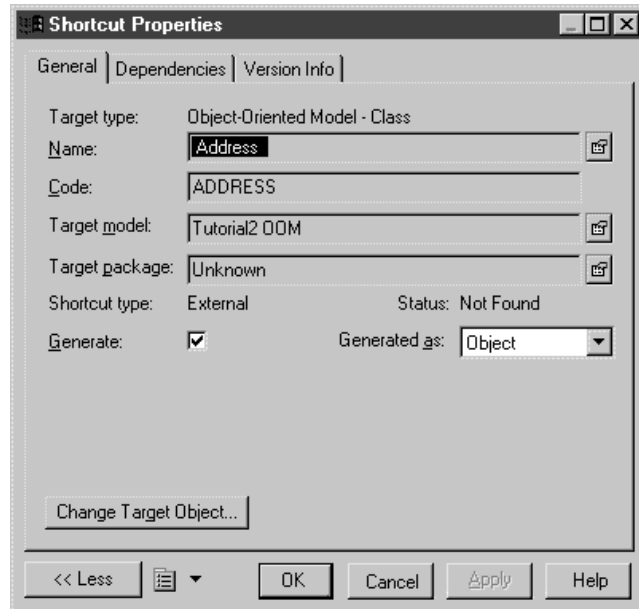 Shortcut Properties
General Dependencies Version Info
Target type: Object-Oriented Model - Class
Name: Address
Code: ADDRESS
Target model: Tutorial2 OOM
Target package: Unknown
Shortcut type: External Status: Not Found
Generate: Generated as: Object
Change Target Object...
<< Less OK Cancel Apply Help